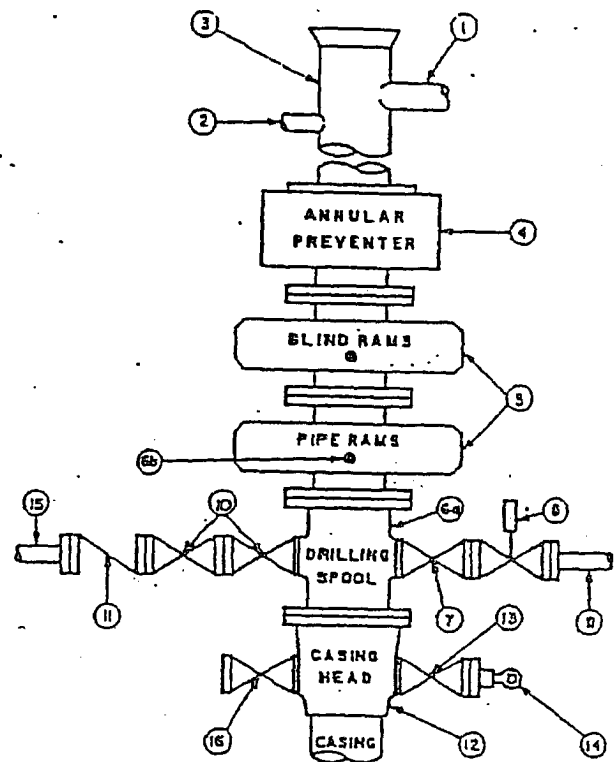 3
1
2
ANNULAR
PREVENTER
4
BLIND RAMS
5
PIPE RAMS
6b
15
10
6a
8
DRILLING
SPOOL
11
7
9
CASING
HEAD
13
16
12
14
CASING